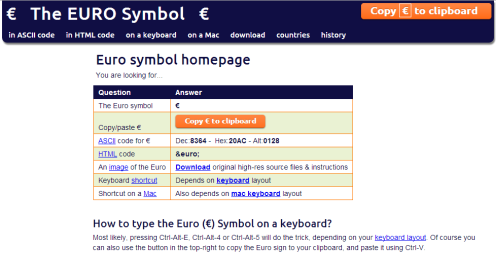 € The EURO Symbol €
Copy € to clipboard
in ASCII code in HTML code on a keyboard on a Mac download countries history
Euro symbol homepage
You are looking for...
Question Answer
The Euro symbol €
Copy/paste € Copy € to clipboard
ASCII code for € Dec:8364 - Hex:20AC - Alt:0128
HTML code &euro;
An image of the Euro Download original high-res source files & instructions
Keyboard shortcut Depends on keyboard layout
Shortcut on a Mac Also depends on mac keyboard layout
How to type the Euro (€) Symbol on a keyboard?
Most likely, pressing Ctrl-Alt-E, Ctrl-Alt-4 or Ctrl-Alt-5 will do the trick, depending on your keyboard layout. Of course you
can also use the button in the top-right to copy the Euro sign to your clipboard, and paste it using Ctrl-V.